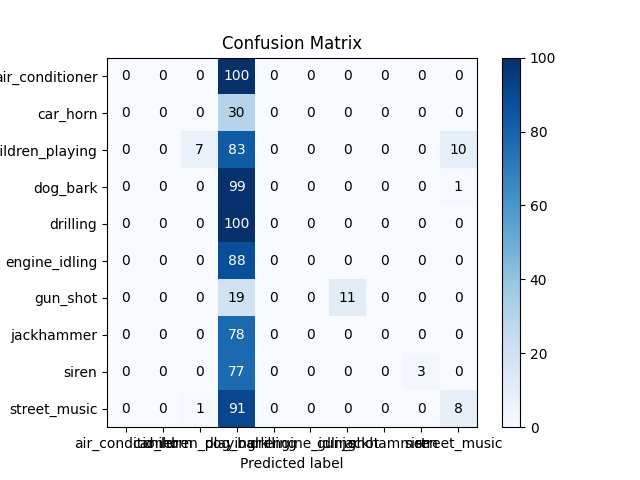 Confusion Matrix
air_conditioner 0 0 0 100 0 0 0 0 0 0
car_horn 0 0 0 30 0 0 0 0 0 0
ildren_playing 0 0 7 83 0 0 0 0 0 10
dog_bark 0 0 0 99 0 0 0 0 0 1
drilling 0 0 0 100 0 0 0 0 0 0
engine_idling 0 0 0 88 0 0 0 0 0 0
gun_shot 0 0 0 19 0 0 11 0 0 0
jackhammer 0 0 0 78 0 0 0 0 0 0
siren 0 0 0 77 0 0 0 0 3 0
street_music 0 0 1 91 0 0 0 0 0 8
street_music
Predicted label
100
80
60
40
20
0